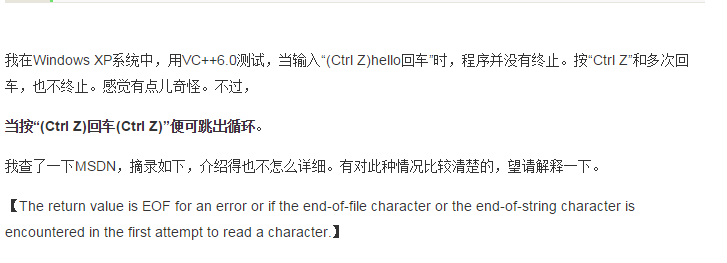 我在Windows XP系统中，用VC++6.0测试，当输入“(Ctrl Z)hello回车”时，程序并没有终止。按“Ctrl Z”和多次回
车，也不终止。感觉有点儿奇怪。不过，
当按“(Ctrl Z)回车(Ctrl Z)”便可跳出循环。
我查了一下MSDN，摘录如下，介绍得也不怎么详细。有对此种情况比较清楚的，望请解释一下。
【The return value is EOF for an error or if the end-of-file character or the end-of-string character is
encountered in the first attempt to read a character.】